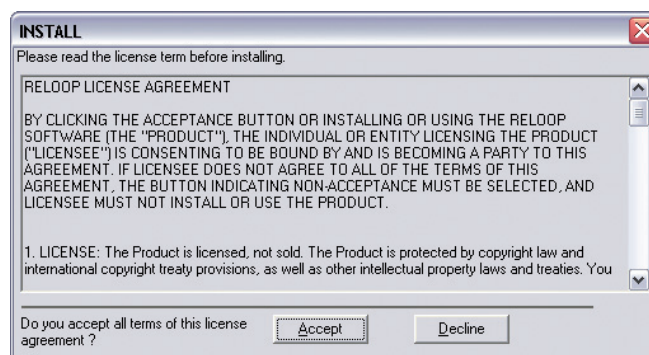 INSTALL
Please read the license term before installing.
RELOOP LICENSE AGREEMENT
BY CLICKING THE ACCEPTANCE BUTTON OR INSTALLING OR USING THE RELOOP
SOFTWARE (THE "PRODUCT"), THE INDIVIDUAL OR ENTITY LICENSING THE PRODUCT
("LICENSEE") IS CONSENTING TO BE BOUND BY AND IS BECOMING A PARTY TO THIS
AGREEMENT. IF LICENSEE DOES NOT AGREE TO ALL OF THE TERMS OF THIS
AGREEMENT, THE BUTTON INDICATING NON-ACCEPTANCE MUST BE SELECTED, AND
LICENSEE MUST NOT INSTALL OR USE THE PRODUCT.
1. LICENSE: The Product is licensed, not sold. The Product is protected by copyright law and
international copyright treaty provisions, as well as other intellectual property laws and treaties. You
Do you accept all terms of this license
agreement ?
Accept
Decline